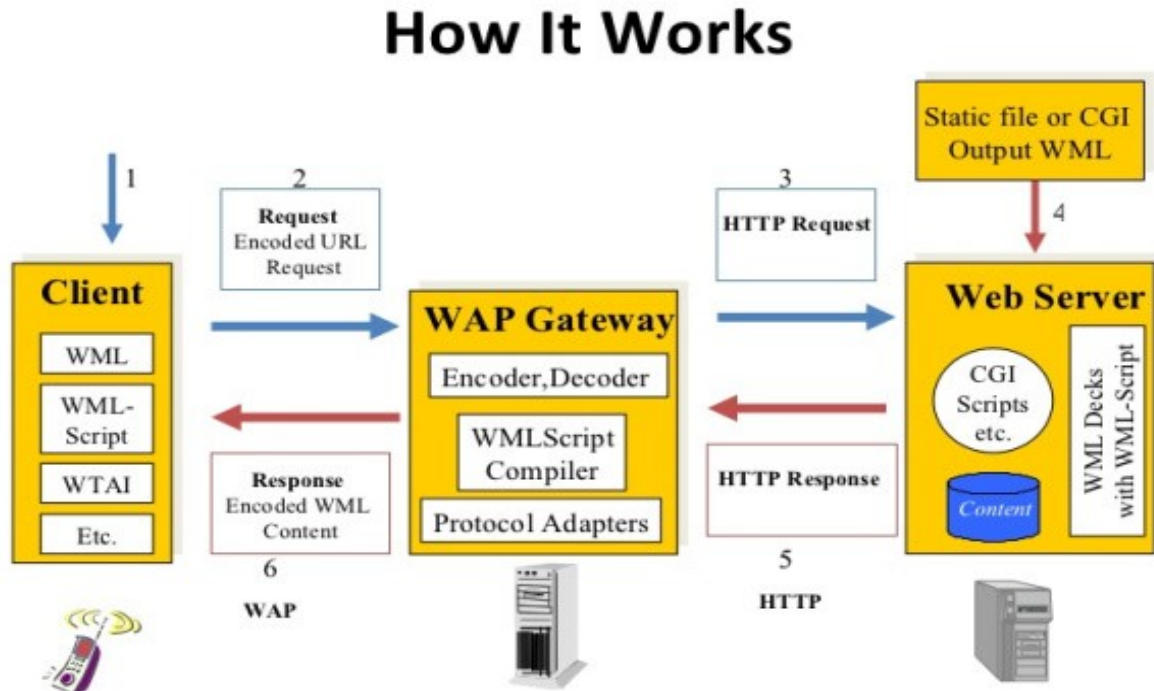 How It Works
Static file or CGI
Output WML
1
2
3
4
Request
Encoded URL
Request
HTTP Request
Client
WML
WML-
Script
WTAI
Etc.
WAP Gateway
Encoder,Decoder
WMLScript
Compiler
Protocol Adapters
Web Server
CGI
Scripts
etc.
Content
WML Decks
with WML-Script
Response
Encoded WML
Content
HTTP Response
6
5
WAP
HTTP